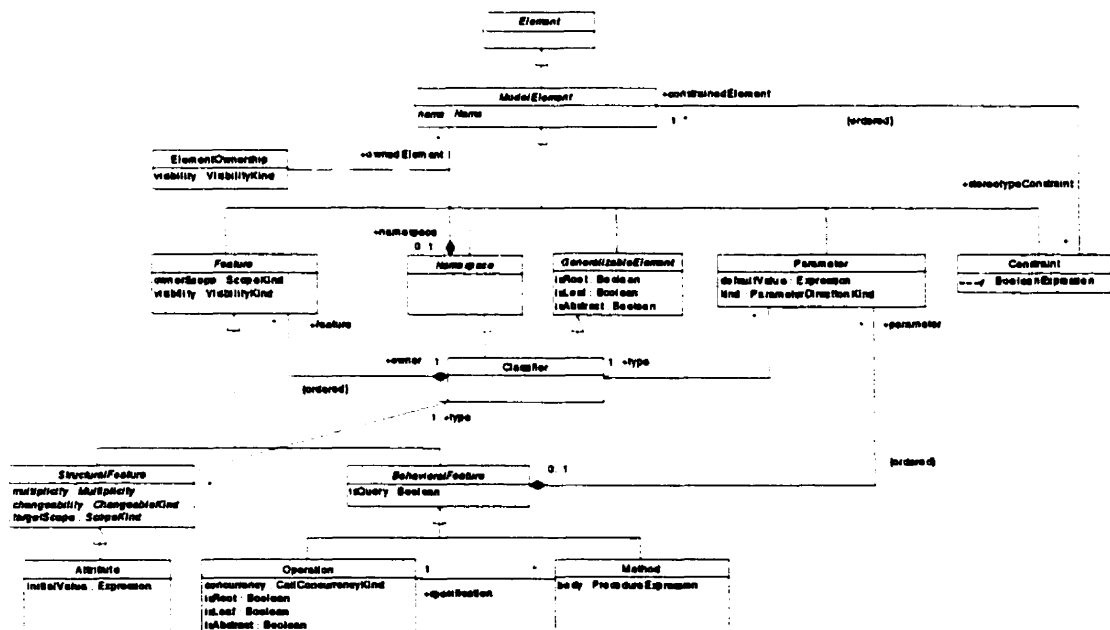 Element
ModelElement
name : Name
+constrainedElement
1 *
{ordered}
*
+ownedElement
ElementOwnership
visibility : VisibilityKind
+stereotypeConstraint
+namespace
0..1
*
Feature
ownerScope : ScopeKind
visibility : VisibilityKind
Namespace
GeneralizableElement
isRoot : Boolean
isLeaf : Boolean
isAbstract : Boolean
Parameter
defaultValue : Expression
kind : ParameterDirectionKind
Constraint
BooleanExpression
*
+feature
*
*
+parameter
+owner 1
Classifier
1 +type
{ordered}
1 +type
StructuralFeature
multiplicity : Multiplicity
changeability : ChangeableKind
targetScope : ScopeKind
*
BehavioralFeature
isQuery : Boolean
0..1
{ordered}
Attribute
initialValue : Expression
Operation
concurrency : CallConcurrencyKind
isRoot : Boolean
isLeaf : Boolean
isAbstract : Boolean
1
*
+specification
Method
body : ProcedureExpression